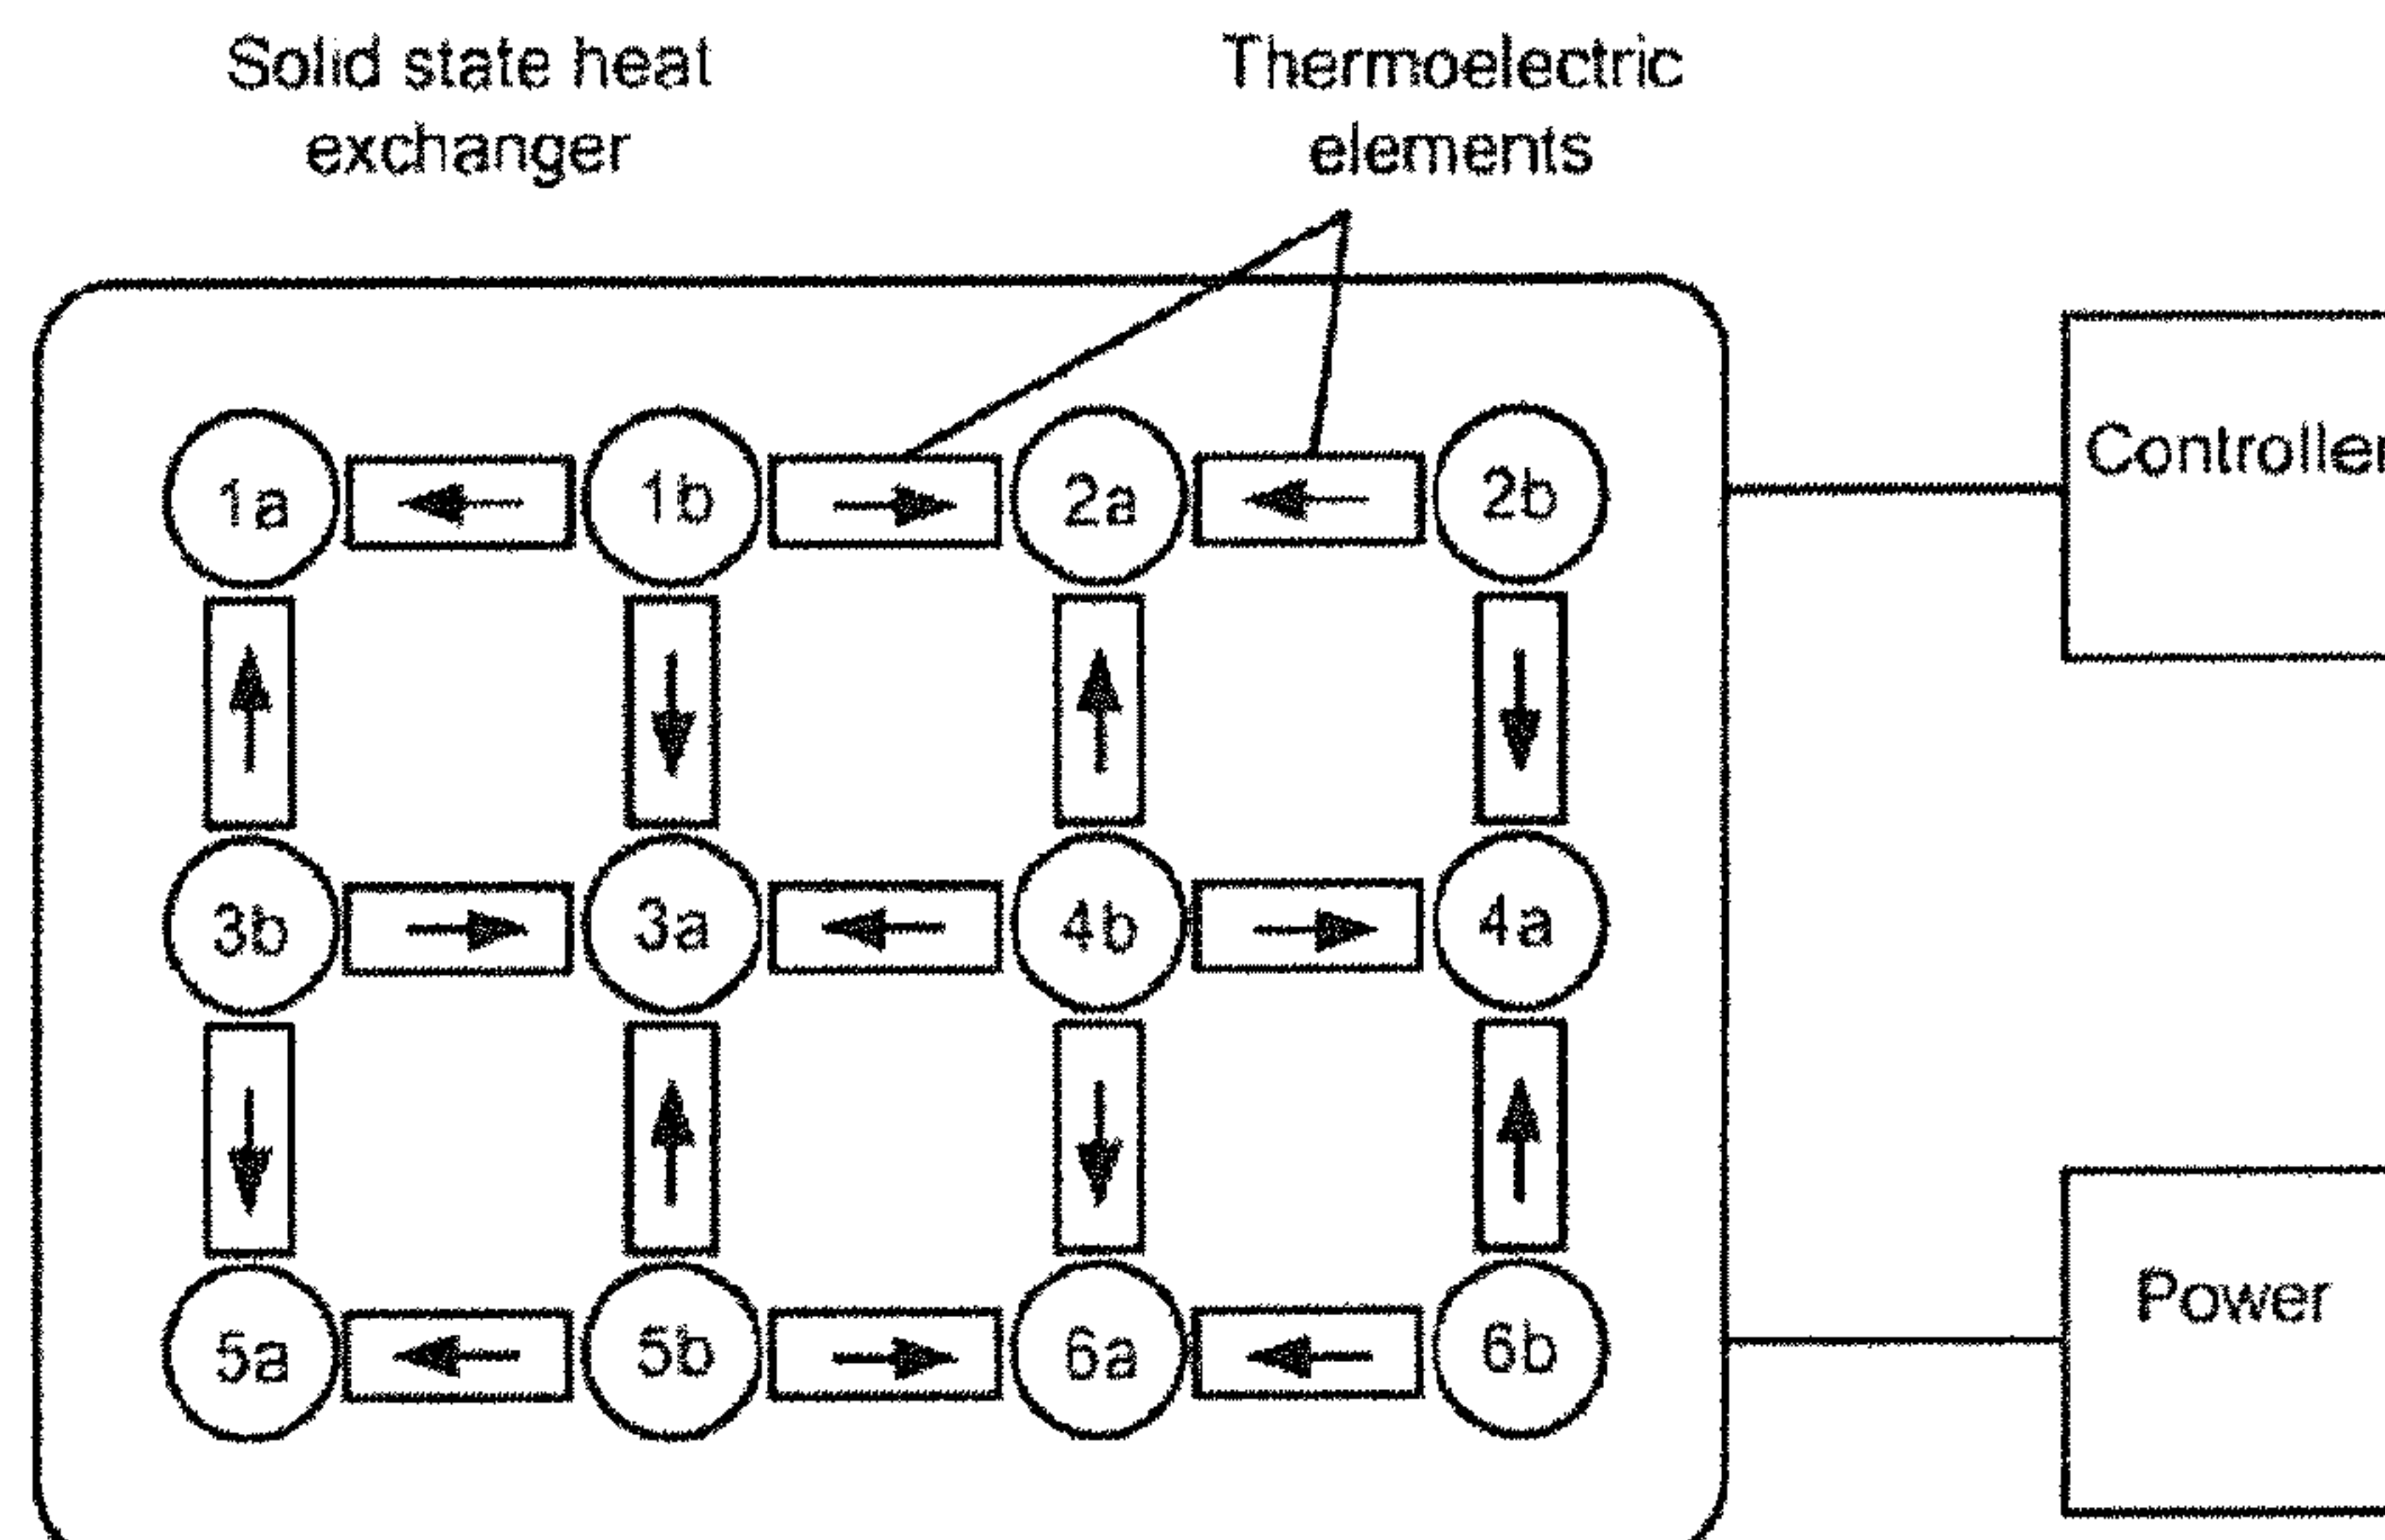 Solid state heat
exchanger
Thermoelectric
elements
1a 1b 2a 2b
Controller
3b 3a 4b 4a
Power
5a 5b 6a 6b